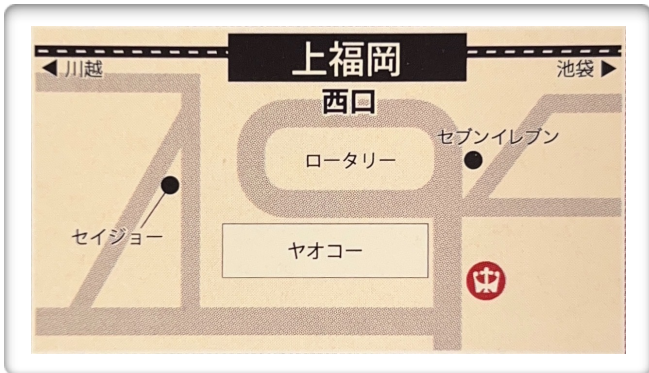 上福岡
◀ 川越
池袋 ▶
西口
セブンイレブン
ロータリー
セイジョー
ヤオコー